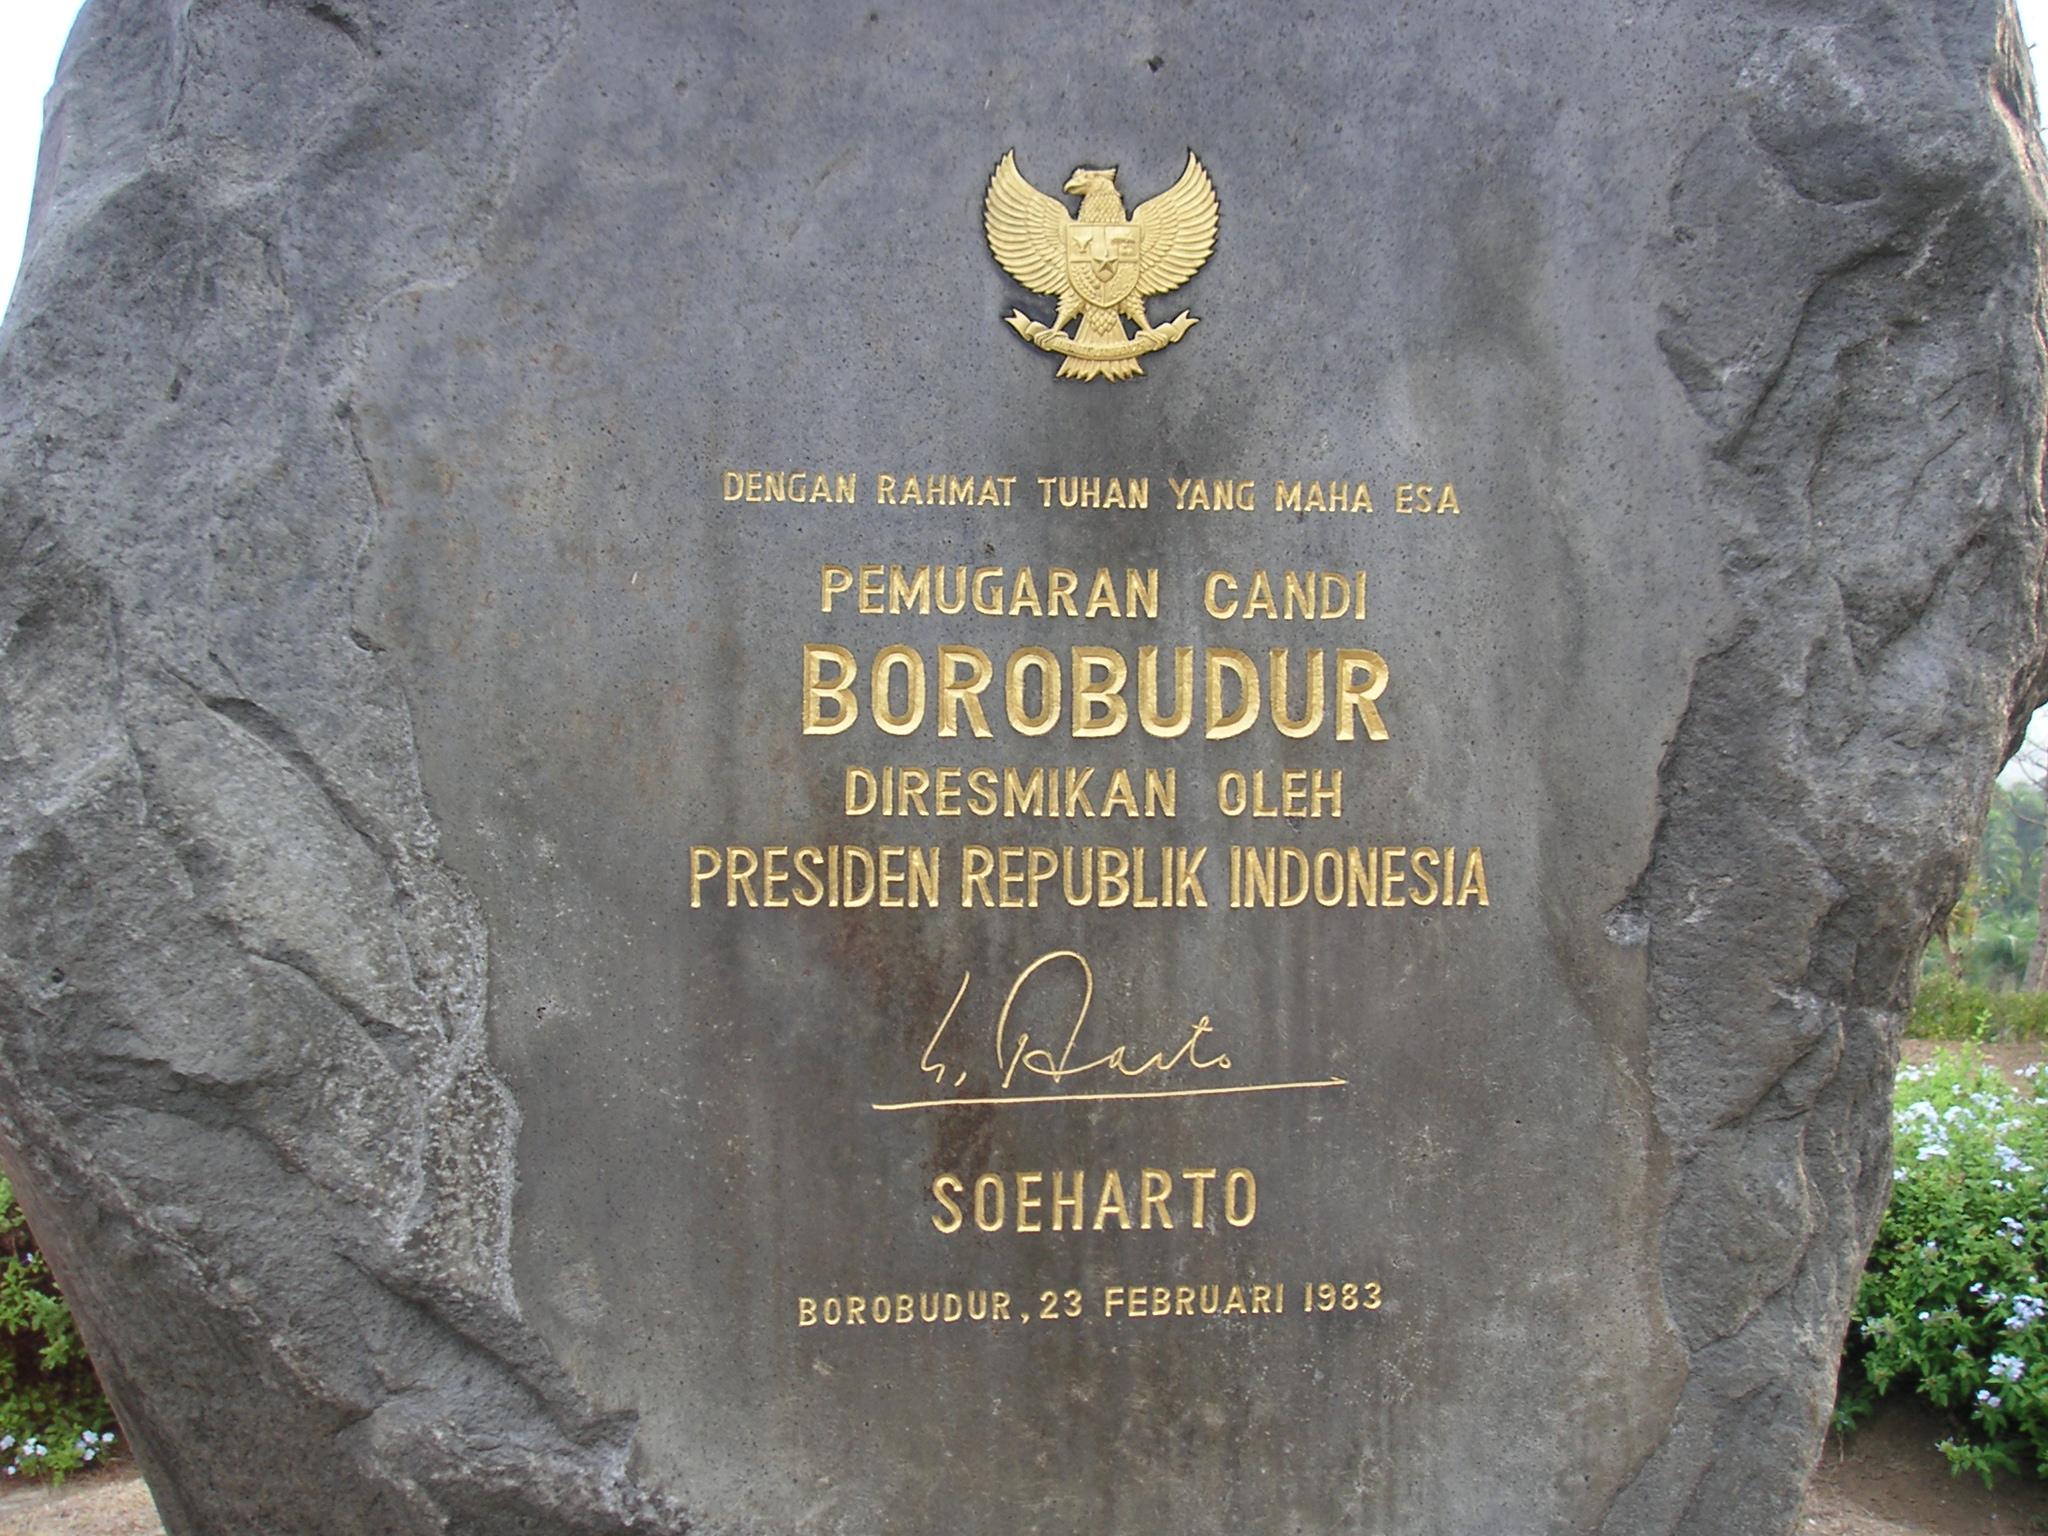 DENGAN RAHMAT TUHAN YANG MAHA ESA
PEMUGARAN CANDI
BOROBUDUR
DIRESMIKAN OLEH
PRESIDEN REPUBLIK INDONESIA
SOEHARTO
BOROBUDUR, 23 FEBRUARI 1983